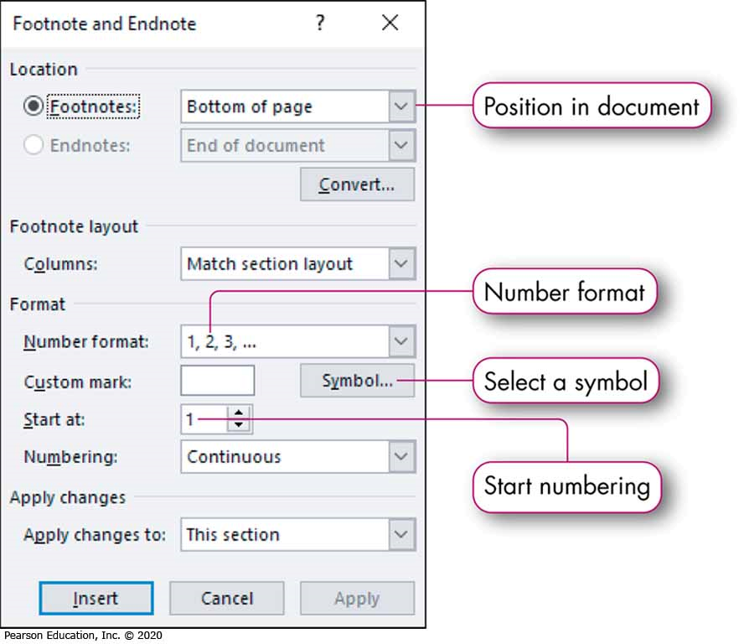 Footnote and Endnote ? ×
Location
Footnotes: Bottom of page
Position in document
Endnotes: End of document
Convert...
Footnote layout
Columns: Match section layout
Number format
Format
Number format: 1, 2, 3, ...
Custom mark: Symbol...
Select a symbol
Start at: 1
Numbering: Continuous
Start numbering
Apply changes
Apply changes to: This section
Insert Cancel Apply
Pearson Education, Inc. © 2020